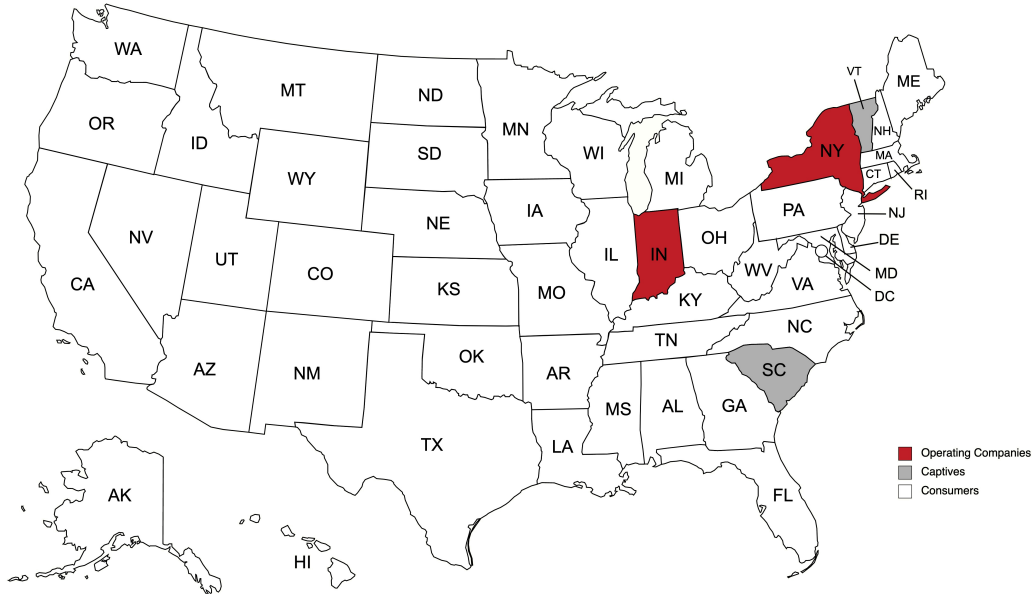 WA
MT
ND
MN
VT
ME
OR
ID
SD
WI
NY
NH
MA
WY
MI
CT
RI
IA
PA
NJ
NE
OH
NV
UT
IL
IN
DE
CO
WV
MD
CA
KS
MO
VA
DC
KY
NC
TN
OK
AZ
NM
AR
SC
MS
AL
GA
TX
LA
Operating Companies
Captives
Consumers
AK
FL
HI